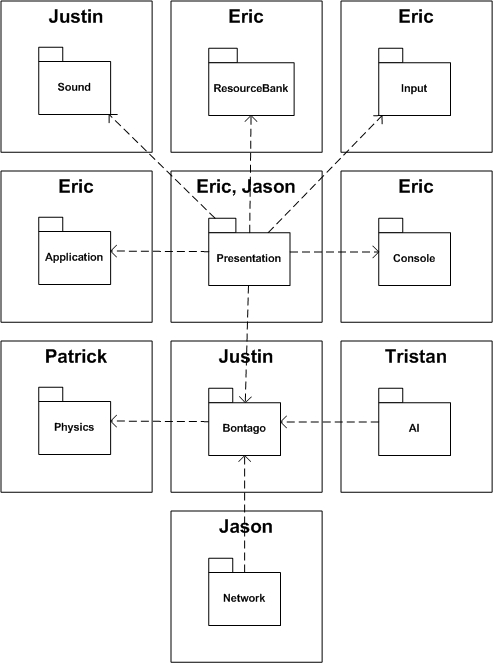 Justin
Eric
Eric
Sound
ResourceBank
Input
Eric
Eric, Jason
Eric
Application
Presentation
Console
Patrick
Justin
Tristan
Physics
Bontago
AI
Jason
Network